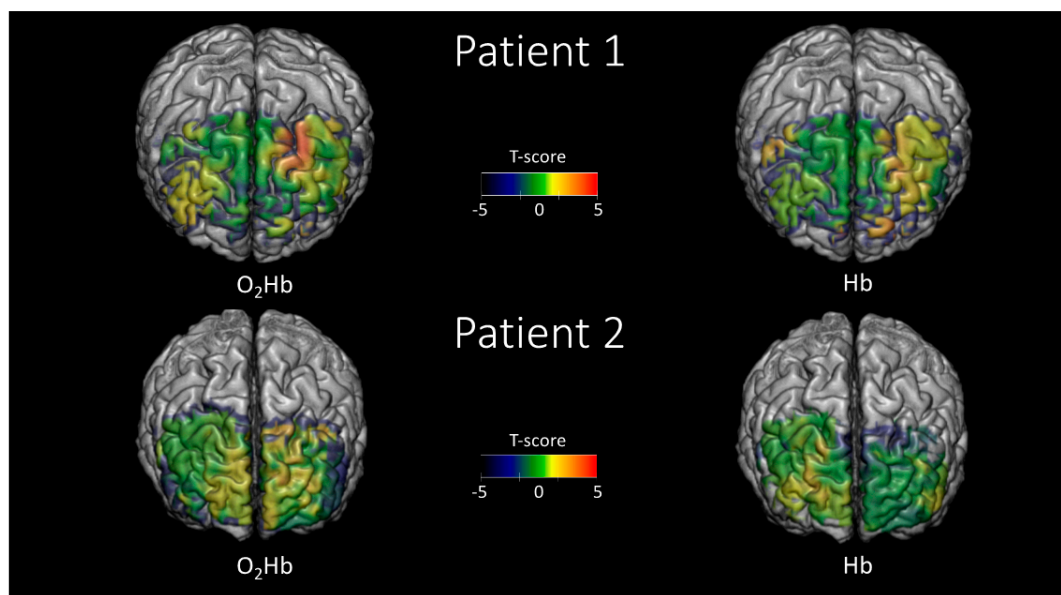 Patient 1
T-score
-5 0 5
O₂Hb
Hb
Patient 2
T-score
-5 0 5
O₂Hb
Hb